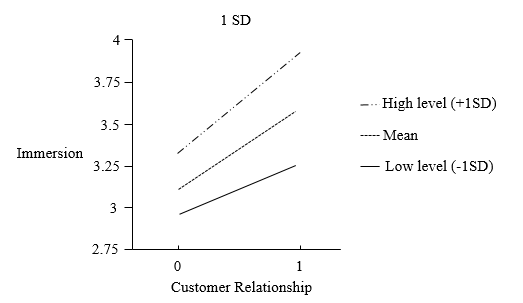 1 SD
4
3.75
3.5
3.25
3
2.75
Immersion
0
1
Customer Relationship
High level (+1SD)
Mean
Low level (-1SD)